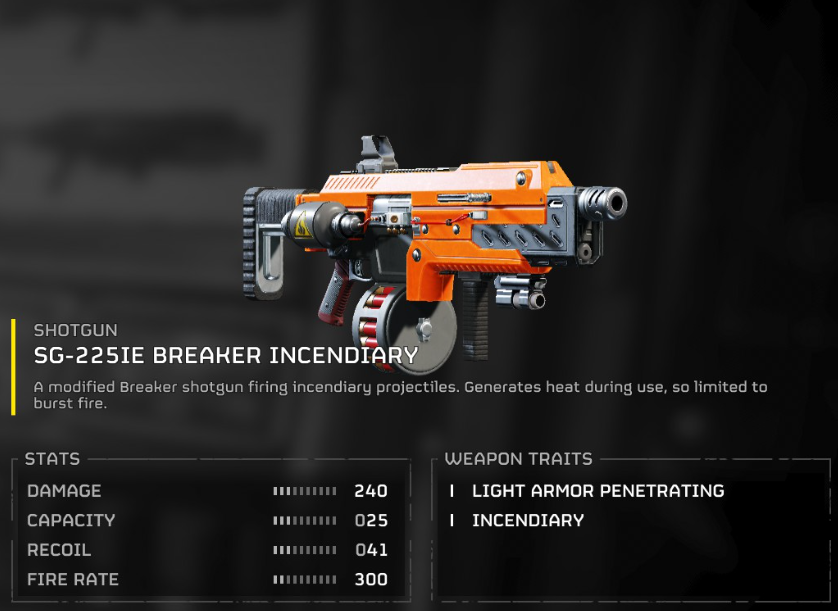 SHOTGUN
SG-225IE BREAKER INCENDIARY
A modified Breaker shotgun firing incendiary projectiles. Generates heat during use, so limited to
burst fire.
STATS
DAMAGE 240
CAPACITY 025
RECOIL 041
FIRE RATE 300
WEAPON TRAITS
I LIGHT ARMOR PENETRATING
I INCENDIARY